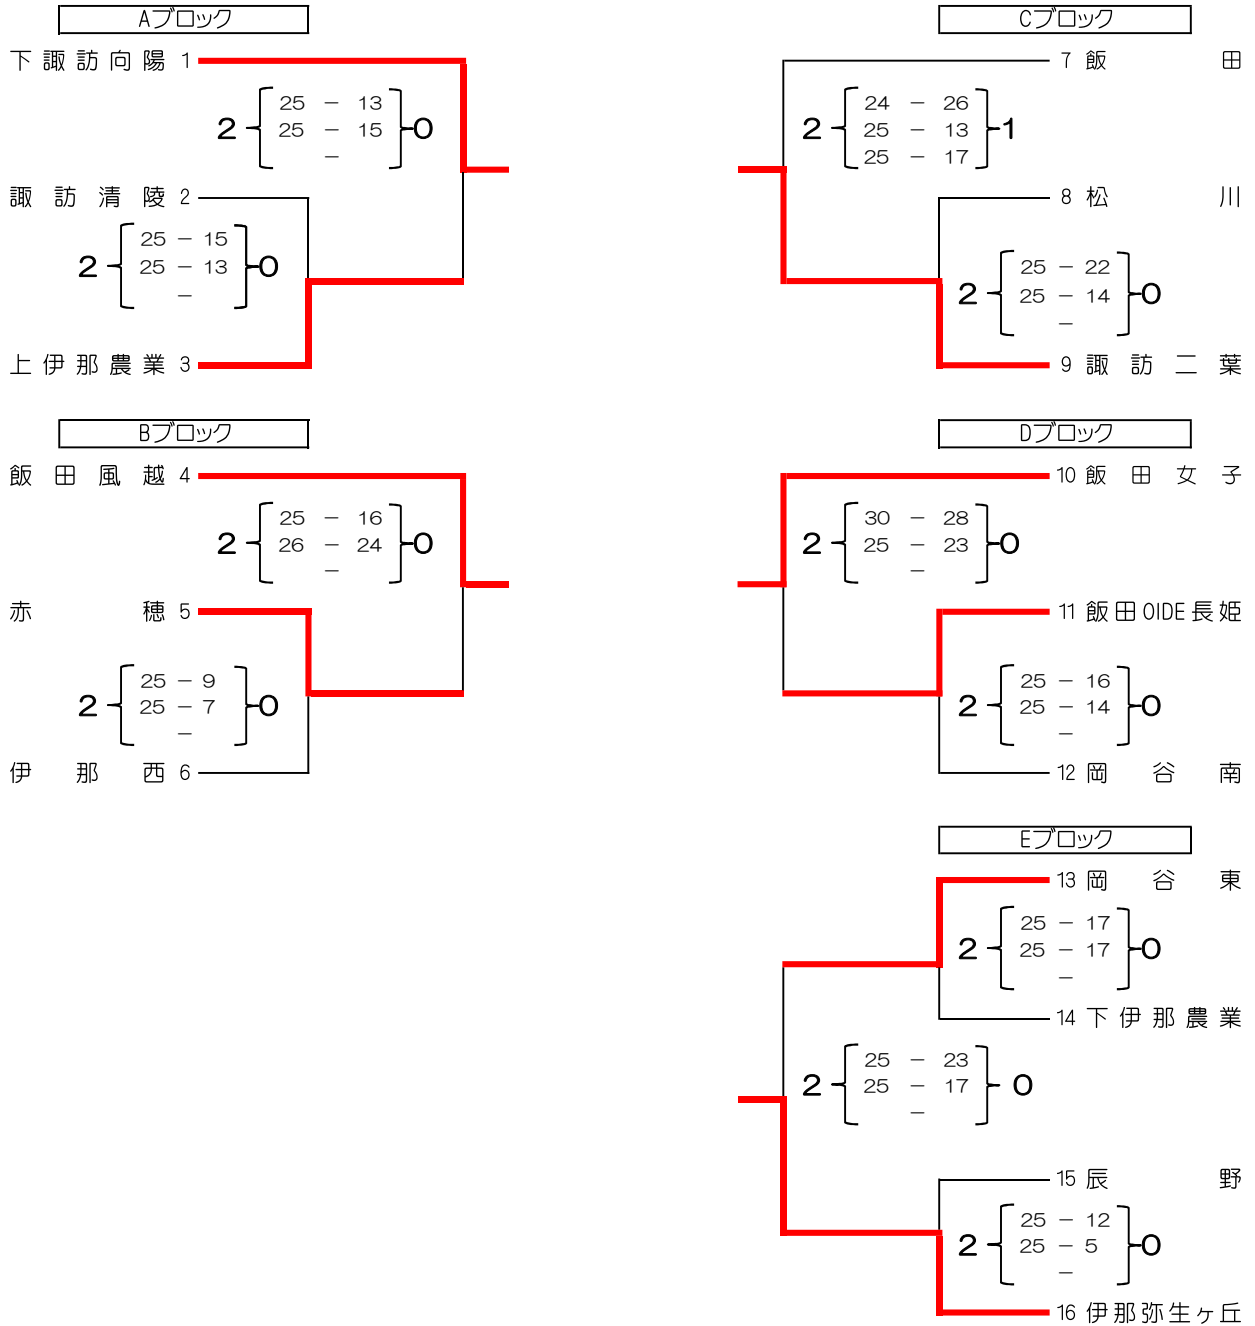 Aブロック
下諏訪向陽 1
25 － 13
2 25 － 15 0
－
諏訪清陵 2
25 － 15
2 25 － 13 0
－
上伊那農業 3
Bブロック
飯田風越 4
25 － 16
2 26 － 24 0
－
赤穂 5
25 － 9
2 25 － 7 0
－
伊那西 6
Cブロック
7 飯田
24 － 26
2 25 － 13 1
25 － 17
8 松川
25 － 22
2 25 － 14 0
－
9 諏訪二葉
Dブロック
10 飯田女子
30 － 28
2 25 － 23 0
－
11 飯田OIDE長姫
25 － 16
2 25 － 14 0
－
12 岡谷南
Eブロック
13 岡谷東
25 － 17
2 25 － 17 0
－
14 下伊那農業
25 － 23
2 25 － 17 0
－
15 辰野
25 － 12
2 25 － 5 0
－
16 伊那弥生ヶ丘